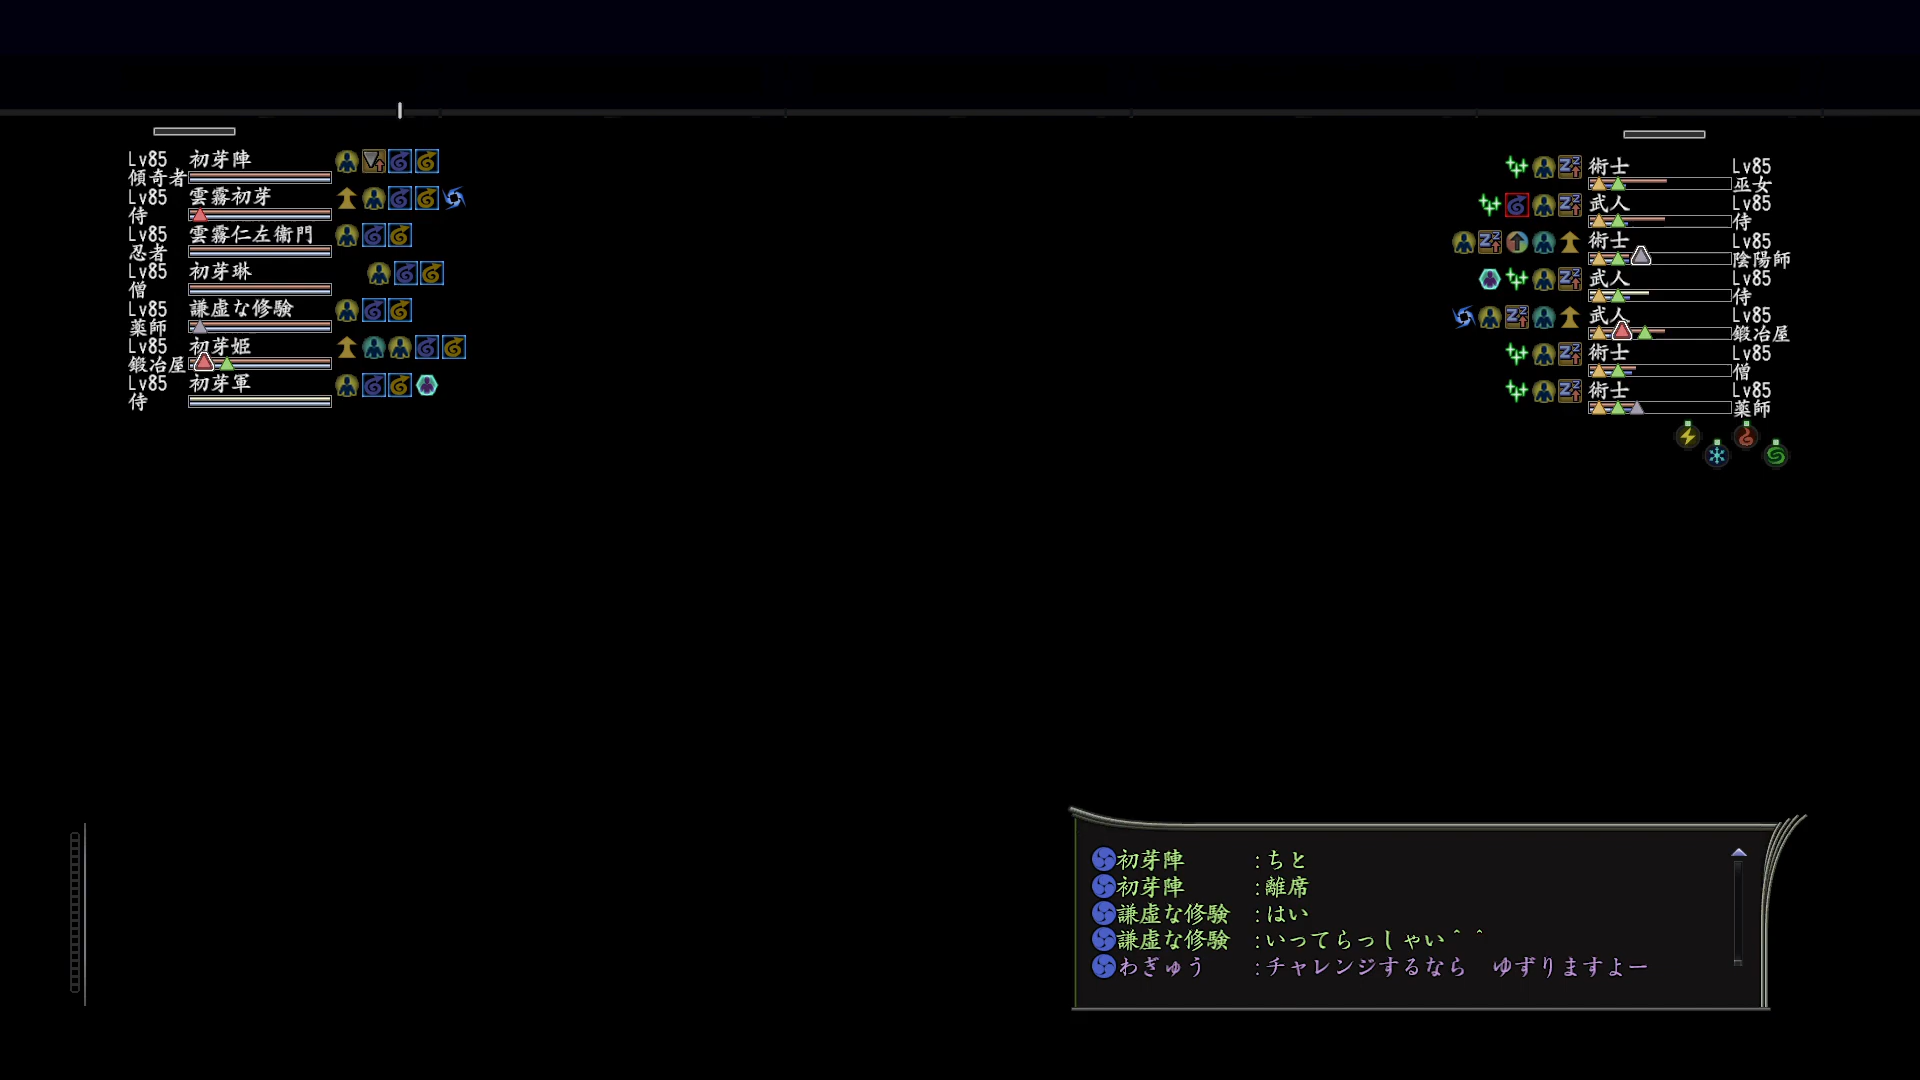 Lv85 初芽陣
傾奇者
Lv85 雲霧初芽
侍
Lv85 雲霧仁左衛門
忍者
Lv85 初芽琳
僧
Lv85 謙虚な修験
薬師
Lv85 初芽姫
鍛冶屋
Lv85 初芽軍
侍
術士 Lv85
巫女
武人 Lv85
侍
術士 Lv85
陰陽師
武人 Lv85
侍
武人 Lv85
鍛冶屋
術士 Lv85
僧
術士 Lv85
薬師
初芽陣 :ちと
初芽陣 :離席
謙虚な修験 :はい
謙虚な修験 :いってらっしゃい＾＾
わぎゅう :チャレンジするなら　ゆずりますよー